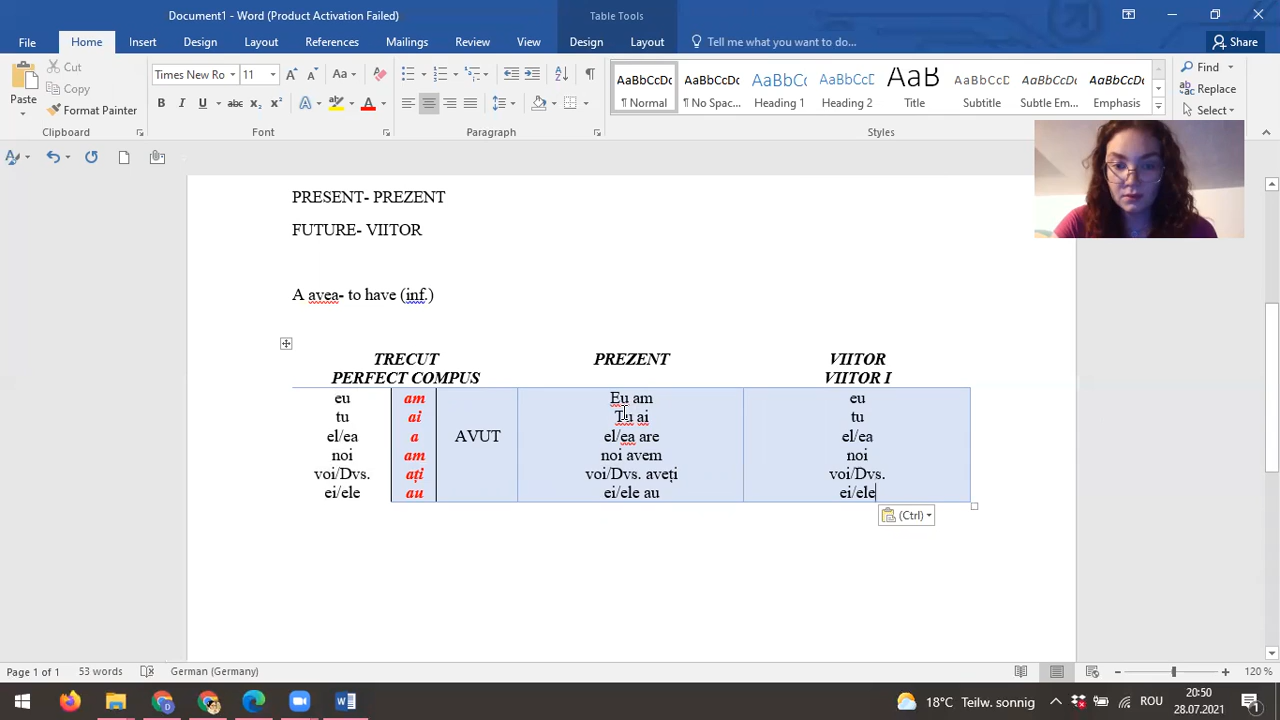 Document1 - Word (Product Activation Failed)
Table Tools
File Home Insert Design Layout References Mailings Review View Design Layout Tell me what you want to do... Share
Paste Cut Copy Format Painter
Times New Ro 11 Aa
AaBbCcDc ¶ Normal
AaBbCcDc ¶ No Spac...
AaBbCc Heading
AaBbCcC Heading 2
AaB Title
AaBbCcD Subtitle
AaBbCcD Subtle Em...
AaBbCcD Emphasis
Find
Replace
Select
Clipboard Font Paragraph Styles
PRESENT- PREZENT
FUTURE- VIITOR
A avea- to have (inf.)
TRECUT PREZENT VIITOR
PERFECT COMPUS VIITOR I
eu am Eu am eu
tu ai Tu ai tu
el/ea a AVUT el/ea are el/ea
noi am noi avem noi
voi/Dvs. ați voi/Dvs. aveți voi/Dvs.
ei/ele au ei/ele au ei/ele
(Ctrl)
Page 1 of 1 53 words German (Germany) 120 %
18°C Teilw. sonnig ROU 20:50
28.07.2021